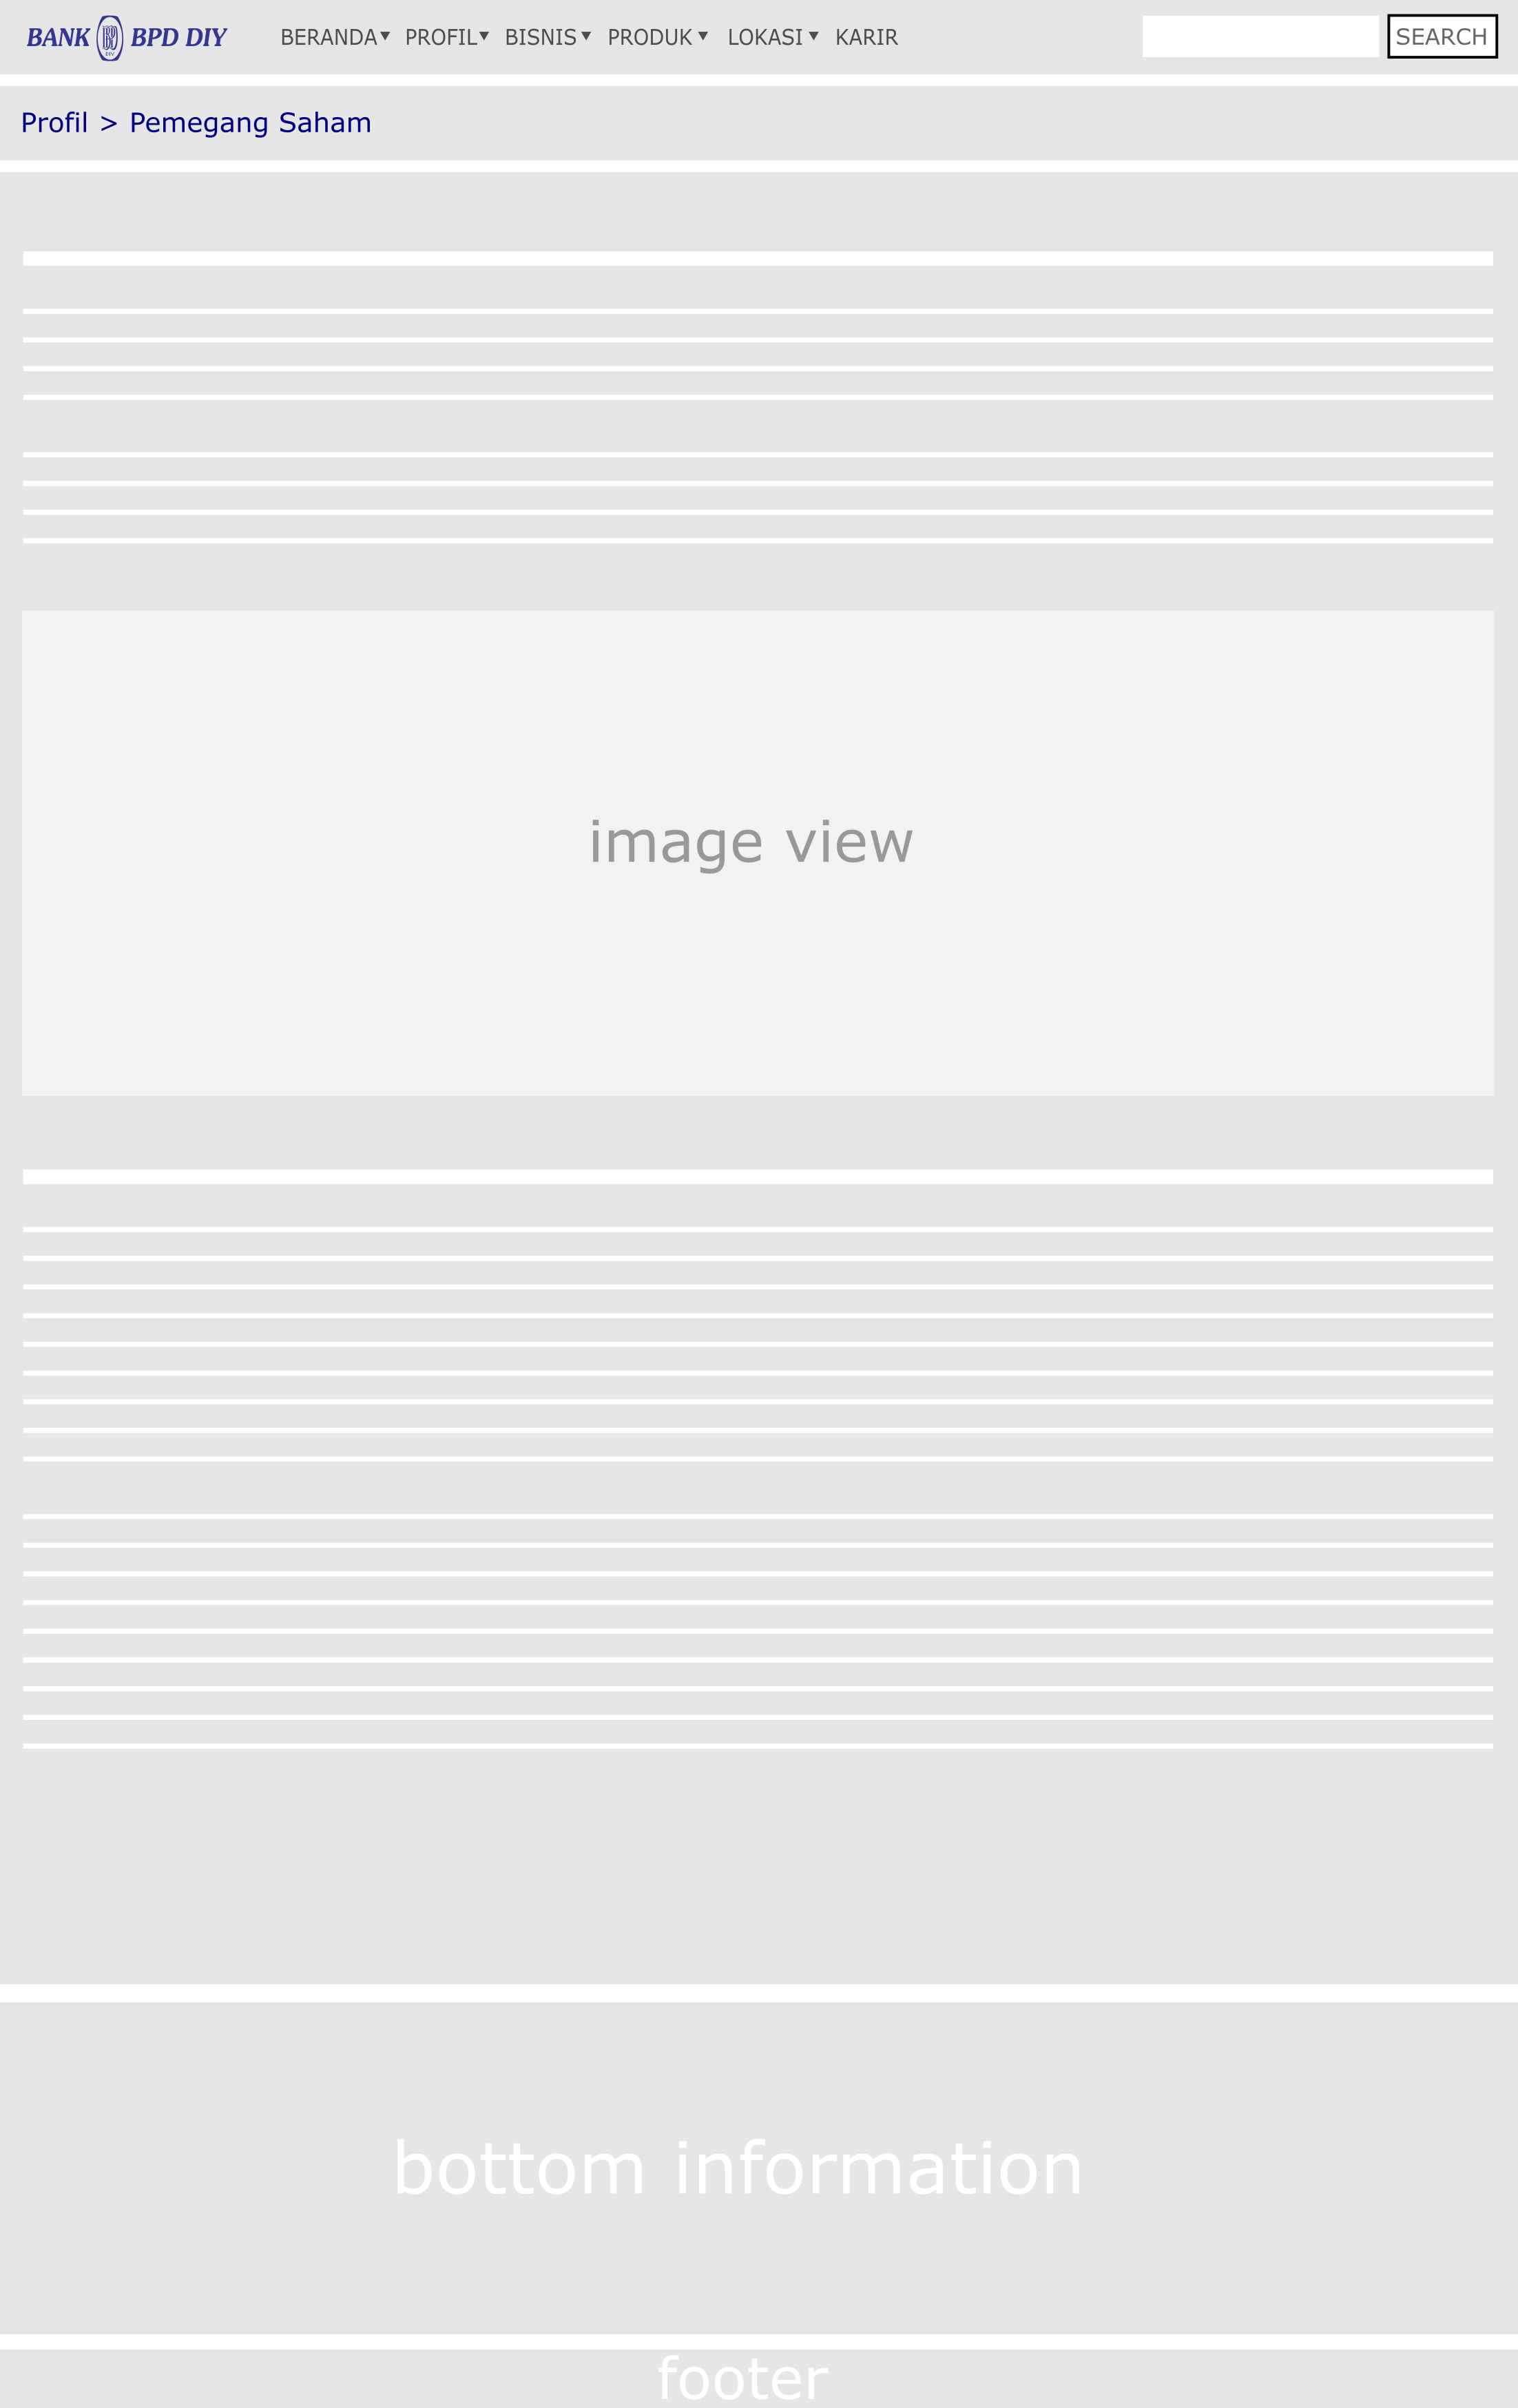 BANK BPD DIY BERANDA PROFIL BISNIS PRODUK LOKASI KARIR SEARCH
Profil > Pemegang Saham
image view
bottom information
footer